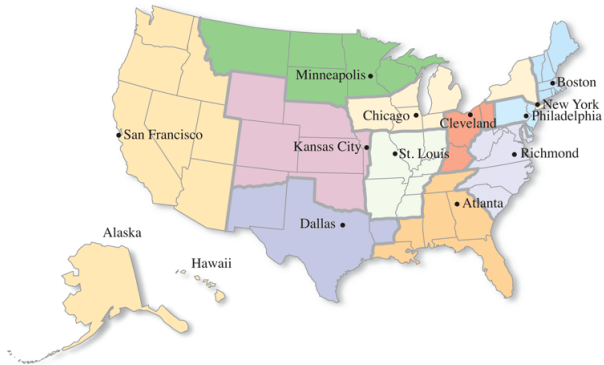 Minneapolis
Boston
New York
Philadelphia
Chicago
Cleveland
San Francisco
Kansas City
St. Louis
Richmond
Atlanta
Dallas
Alaska
Hawaii